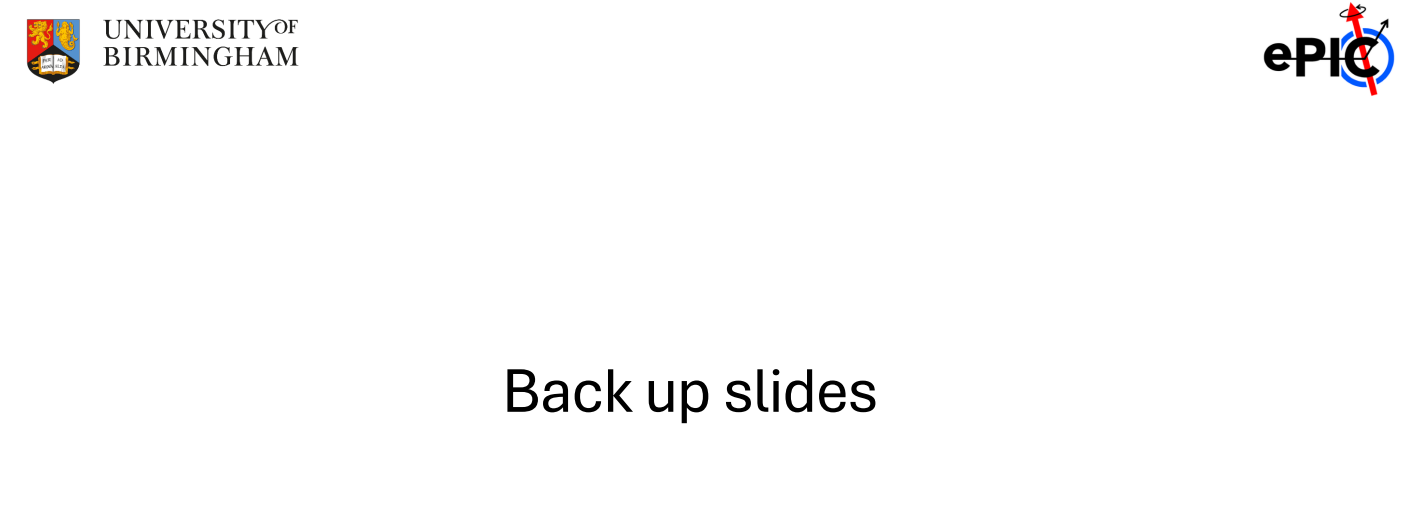 UNIVERSITY OF
BIRMINGHAM
ePIC
Back up slides